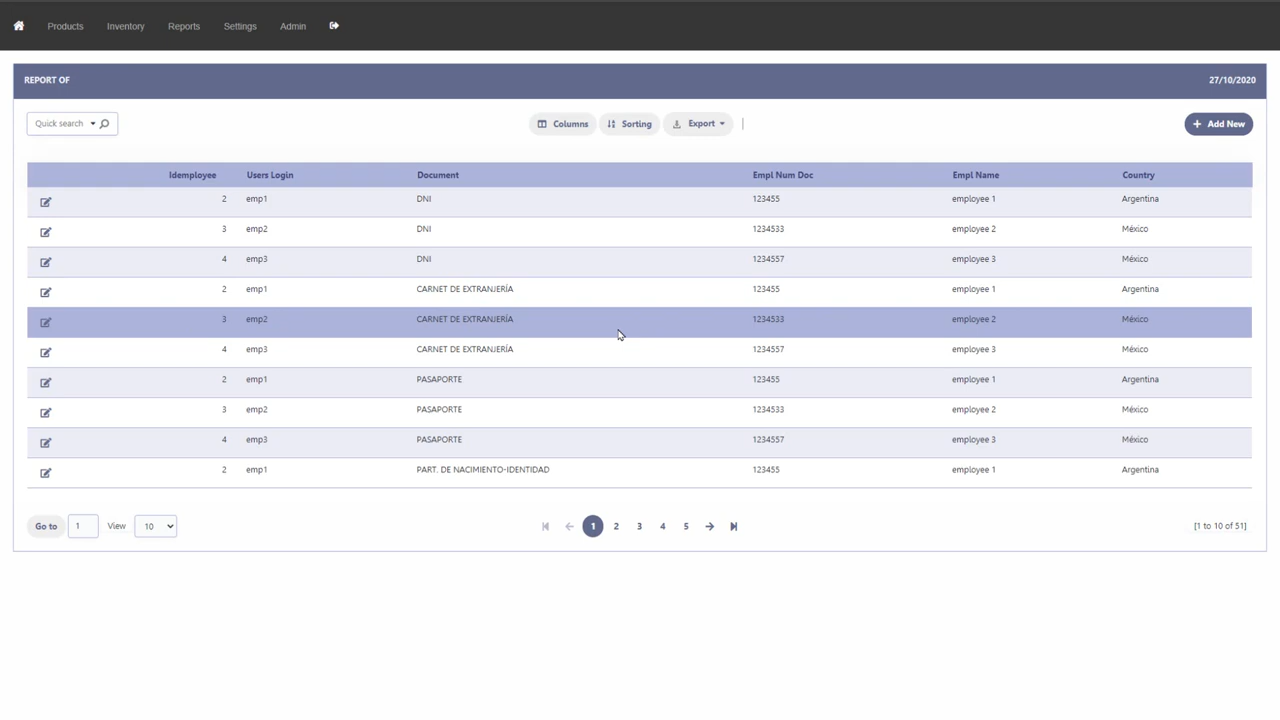 Products Inventory Reports Settings Admin
REPORT OF 27/10/2020
Quick search Columns Sorting Export Add New
Idemployee Users Login Document Empl Num Doc Empl Name Country
2 emp1 DNI 123455 employee 1 Argentina
3 emp2 DNI 1234533 employee 2 México
4 emp3 DNI 1234557 employee 3 México
2 emp1 CARNET DE EXTRANJERÍA 123455 employee 1 Argentina
3 emp2 CARNET DE EXTRANJERÍA 1234533 employee 2 México
4 emp3 CARNET DE EXTRANJERÍA 1234557 employee 3 México
2 emp1 PASAPORTE 123455 employee 1 Argentina
3 emp2 PASAPORTE 1234533 employee 2 México
4 emp3 PASAPORTE 1234557 employee 3 México
2 emp1 PART. DE NACIMIENTO-IDENTIDAD 123455 employee 1 Argentina
Go to 1 View 10 1 2 3 4 5 [1 to 10 of 51]